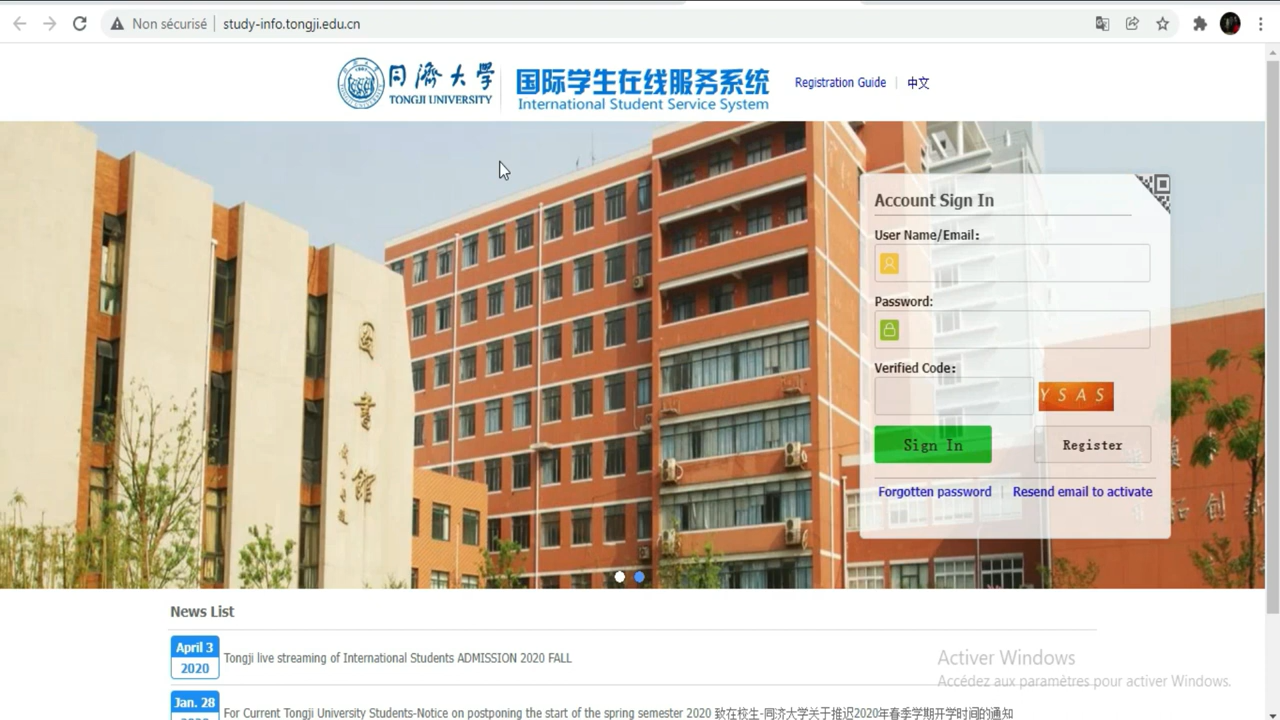 Non sécurisé | study-info.tongji.edu.cn
同濟大學
TONGJI UNIVERSITY
国际学生在线服务系统
International Student Service System
Registration Guide | 中文
圖書館
Account Sign In
User Name/Email:
Password:
Verified Code:
YSAS
Sign In
Register
Forgotten password | Resend email to activate
News List
April 3
2020
Tongji live streaming of International Students ADMISSION 2020 FALL
Jan. 28
2020
For Current Tongji University Students-Notice on postponing the start of the spring semester 2020 致在校生-同济大学关于推迟2020年春季学期开学时间的通知
Activer Windows
Accédez aux paramètres pour activer Windows.